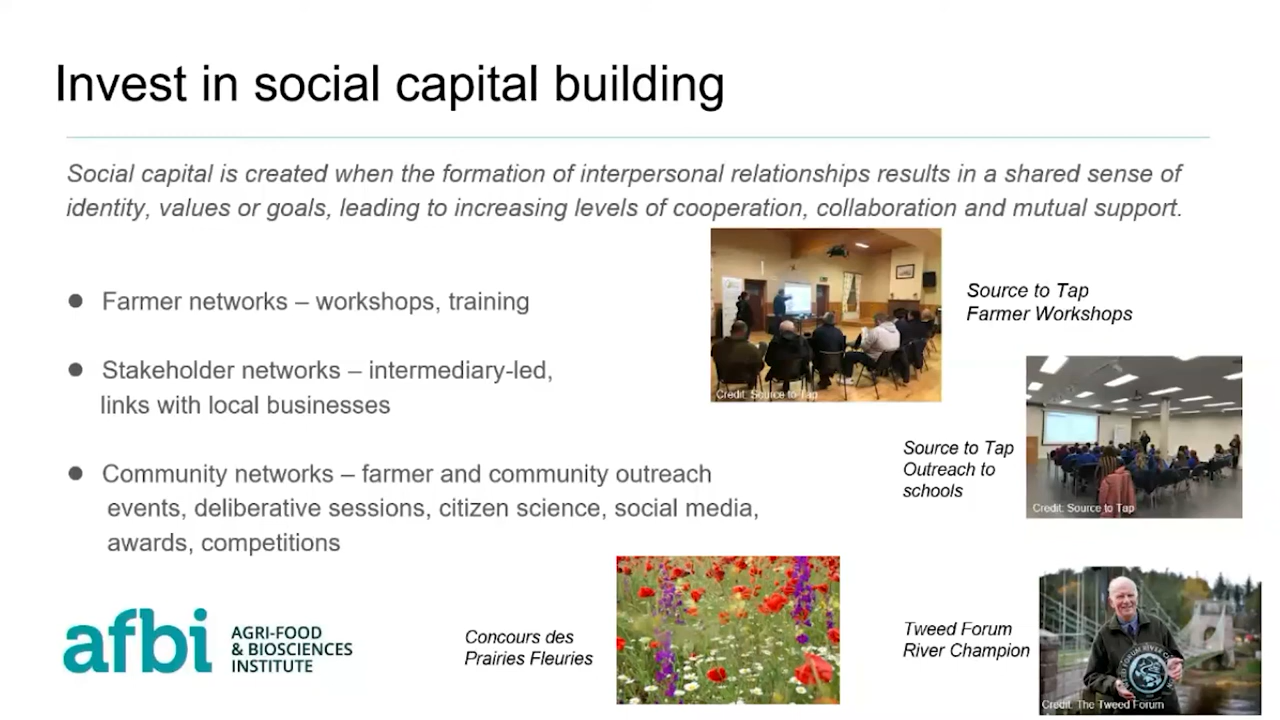 Invest in social capital building
Social capital is created when the formation of interpersonal relationships results in a shared sense of
identity, values or goals, leading to increasing levels of cooperation, collaboration and mutual support.
● Farmer networks – workshops, training
● Stakeholder networks – intermediary-led,
links with local businesses
● Community networks – farmer and community outreach
events, deliberative sessions, citizen science, social media,
awards, competitions
Credit: Source to Tap
Source to Tap
Farmer Workshops
Source to Tap
Outreach to
schools
Credit: Source to Tap
Concours des
Prairies Fleuries
Tweed Forum
River Champion
Credit: The Tweed Forum
afbi
AGRI-FOOD
& BIOSCIENCES
INSTITUTE